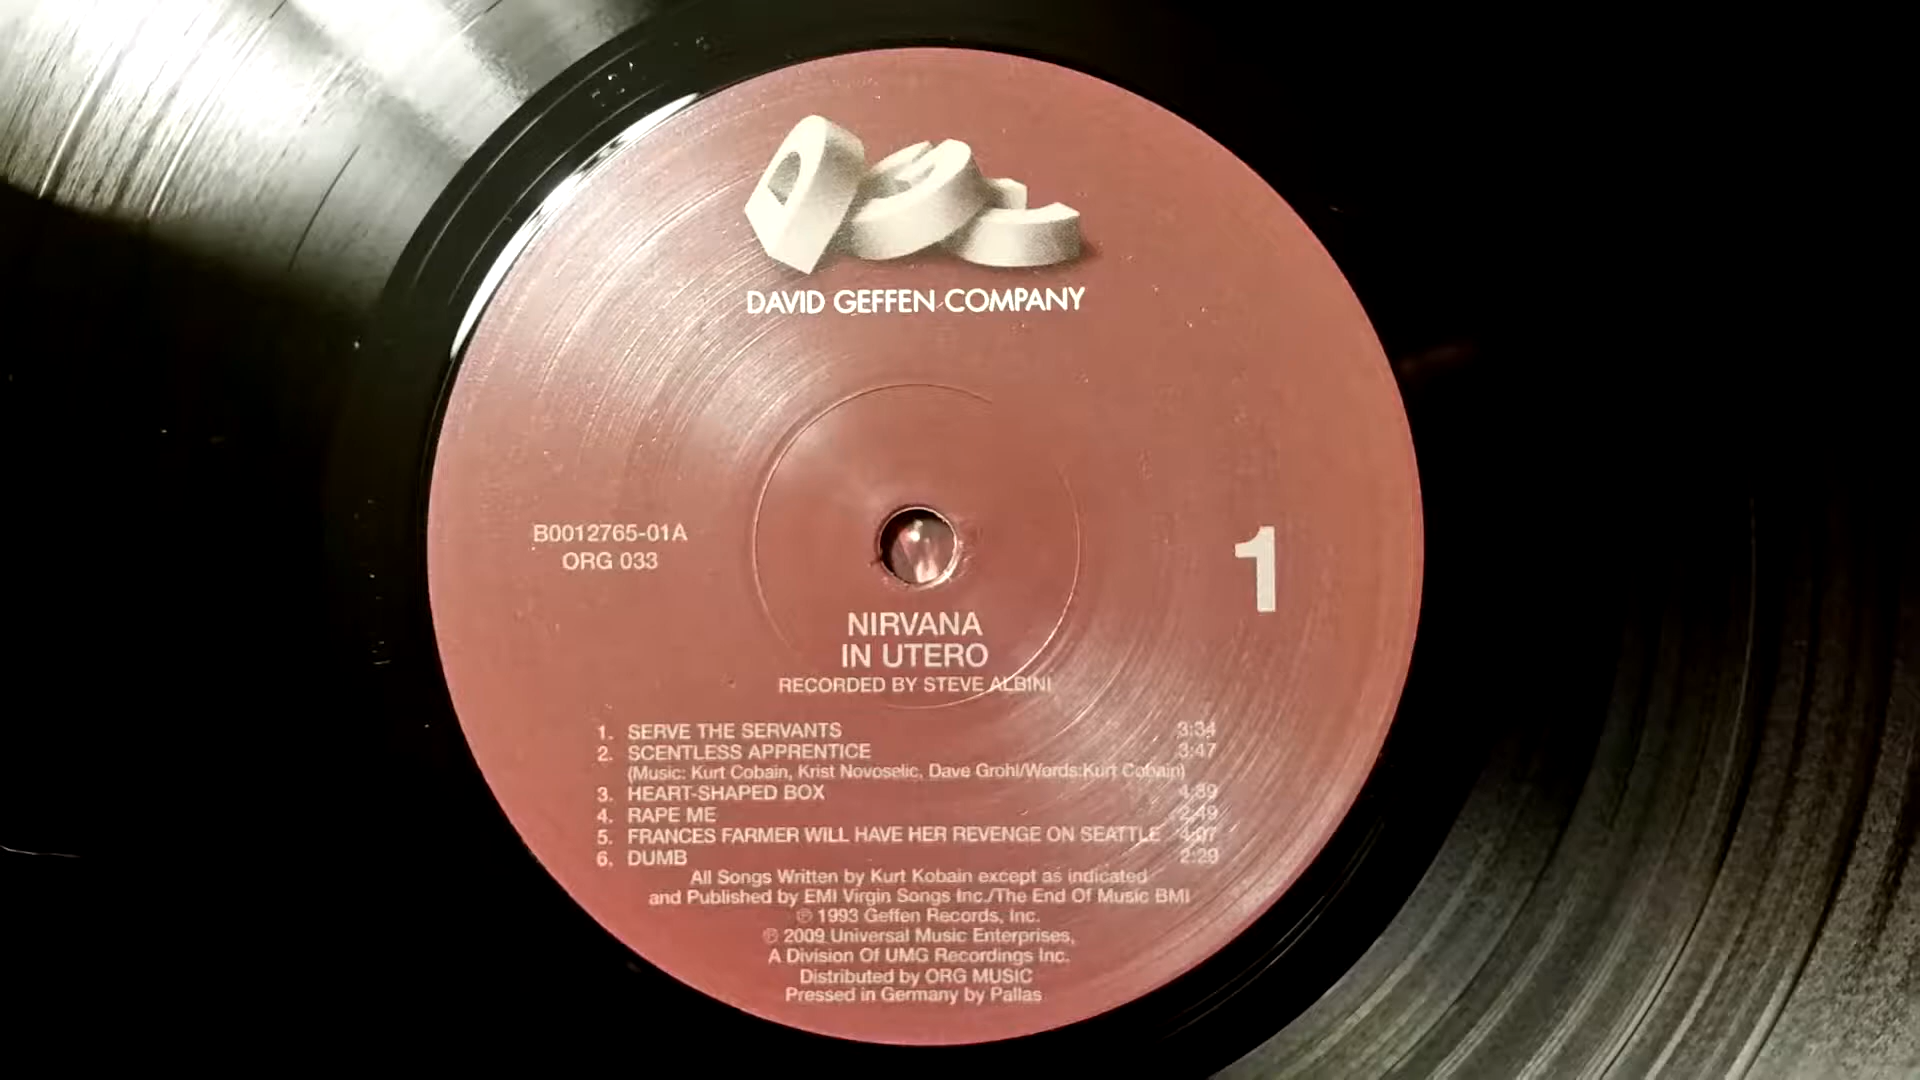 DGC
DAVID GEFFEN COMPANY
B0012765-01A
ORG 033
1
NIRVANA
IN UTERO
RECORDED BY STEVE ALBINI
1. SERVE THE SERVANTS 3:34
2. SCENTLESS APPRENTICE 3:47
(Music: Kurt Cobain, Krist Novoselic, Dave Grohl/Words:Kurt Cobain)
3. HEART-SHAPED BOX 4:39
4. RAPE ME 2:49
5. FRANCES FARMER WILL HAVE HER REVENGE ON SEATTLE 4:07
6. DUMB 2:29
All Songs Written by Kurt Kobain except as indicated
and Published by EMI Virgin Songs Inc./The End Of Music BMI
℗ 1993 Geffen Records, Inc.
℗ 2009 Universal Music Enterprises,
A Division Of UMG Recordings Inc.
Distributed by ORG MUSIC
Pressed in Germany by Pallas